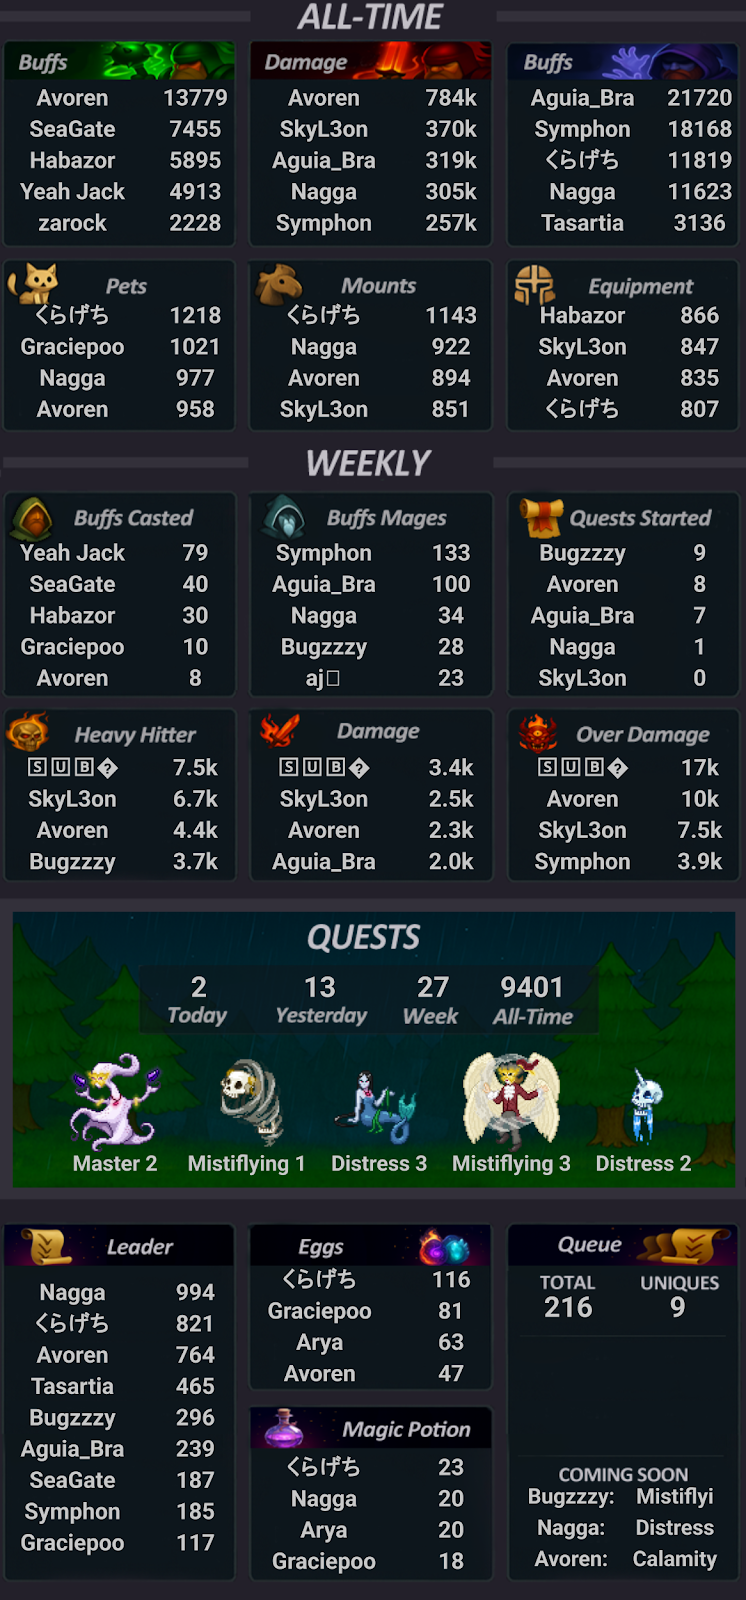 ALL-TIME
Buffs
Avoren 13779
SeaGate 7455
Habazor 5895
Yeah Jack 4913
zarock 2228
Damage
Avoren 784k
SkyL3on 370k
Aguia_Bra 319k
Nagga 305k
Symphon 257k
Buffs
Aguia_Bra 21720
Symphon 18168
くらげち 11819
Nagga 11623
Tasartia 3136
Pets
くらげち 1218
Graciepoo 1021
Nagga 977
Avoren 958
Mounts
くらげち 1143
Nagga 922
Avoren 894
SkyL3on 851
Equipment
Habazor 866
SkyL3on 847
Avoren 835
くらげち 807
WEEKLY
Buffs Casted
Yeah Jack 79
SeaGate 40
Habazor 30
Graciepoo 10
Avoren 8
Buffs Mages
Symphon 133
Aguia_Bra 100
Nagga 34
Bugzzzy 28
aj□ 23
Quests Started
Bugzzzy 9
Avoren 8
Aguia_Bra 7
Nagga 1
SkyL3on 0
Heavy Hitter
🅂🅄🄱� 7.5k
SkyL3on 6.7k
Avoren 4.4k
Bugzzzy 3.7k
Damage
🅂🅄🄱� 3.4k
SkyL3on 2.5k
Avoren 2.3k
Aguia_Bra 2.0k
Over Damage
🅂🅄🄱� 17k
Avoren 10k
SkyL3on 7.5k
Symphon 3.9k
QUESTS
2 13 27 9401
Today Yesterday Week All-Time
Master 2 Mistiflying 1 Distress 3 Mistiflying 3 Distress 2
Leader
Nagga 994
くらげち 821
Avoren 764
Tasartia 465
Bugzzzy 296
Aguia_Bra 239
SeaGate 187
Symphon 185
Graciepoo 117
Eggs
くらげち 116
Graciepoo 81
Arya 63
Avoren 47
Magic Potion
くらげち 23
Nagga 20
Arya 20
Graciepoo 18
Queue
TOTAL UNIQUES
216 9
COMING SOON
Bugzzzy: Mistiflyi
Nagga: Distress
Avoren: Calamity